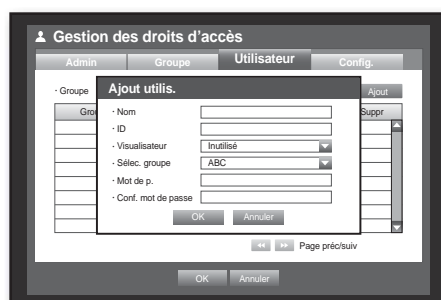 Gestion des droits d'accès
Admin Groupe Utilisateur Config.
· Groupe Ajout
Ajout utilis.
Grou Suppr
· Nom
· ID
· Visualisateur Inutilisé
· Sélec. groupe ABC
· Mot de p.
· Conf. mot de passe
OK Annuler
Page préc/suiv
OK Annuler